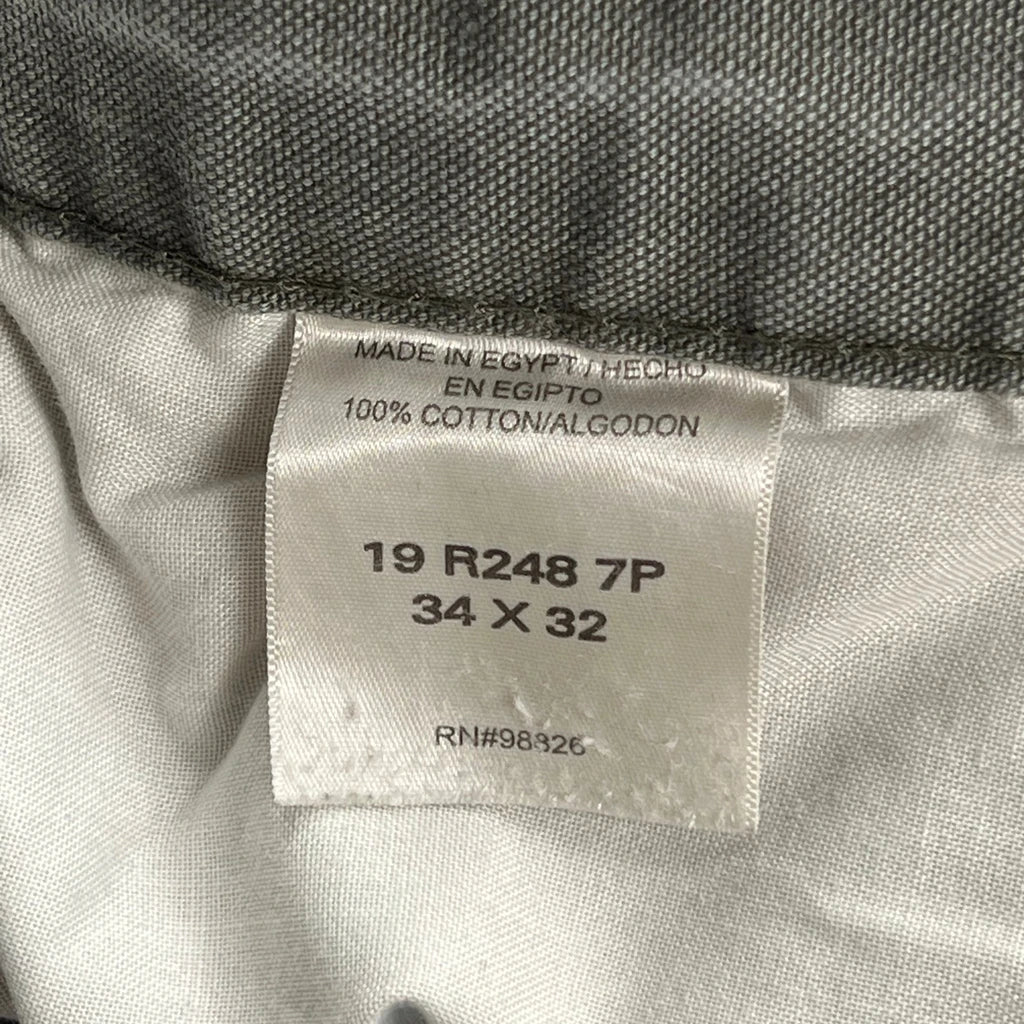 MADE IN EGYPT / HECHO
EN EGIPTO
100% COTTON/ALGODON
19 R248 7P
34 X 32
RN#98826